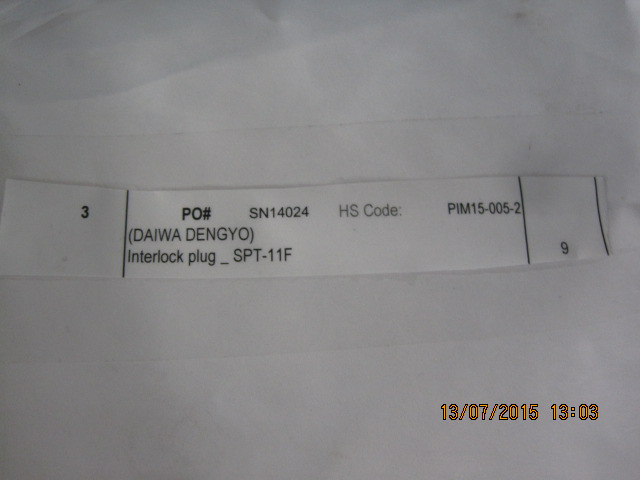 3 PO# SN14024 HS Code: PIM15-005-2
(DAIWA DENGYO)
Interlock plug _ SPT-11F 9
13/07/2015 13:03